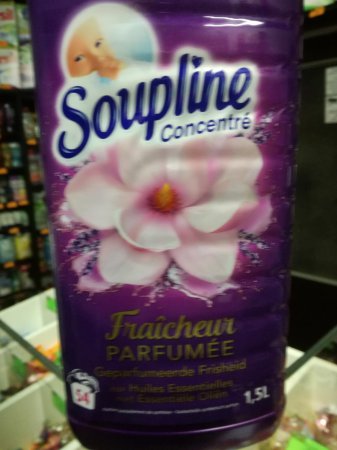 Soupline
Concentré
Fraîcheur
PARFUMÉE
Geparfumeerde Frisheid
aux Huiles Essentielles
met Essentiële Oliën
54
1,5L